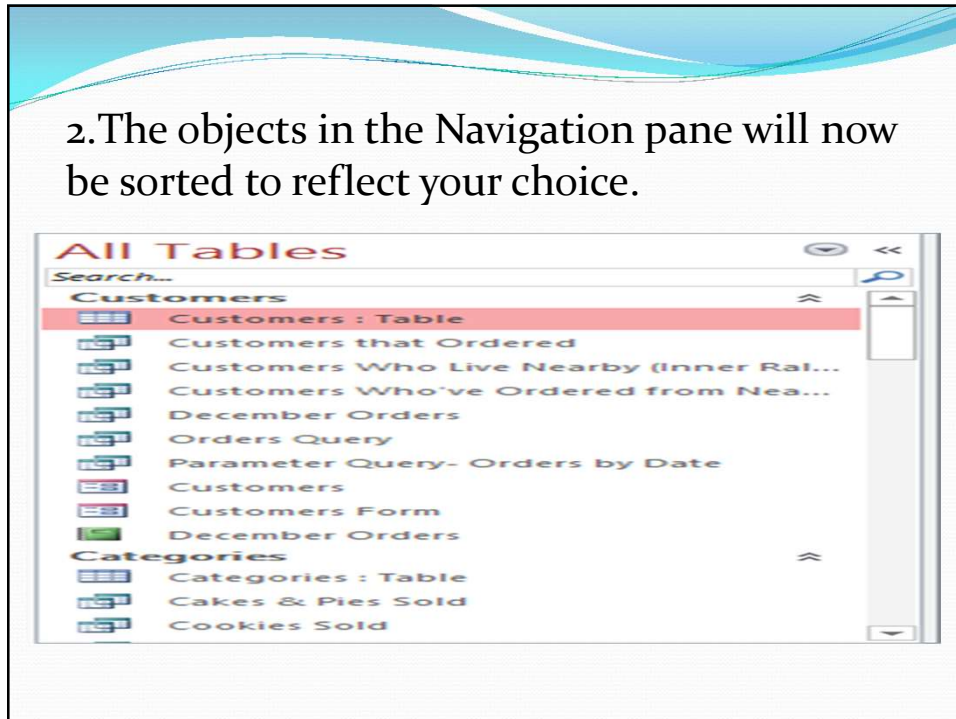 2.The objects in the Navigation pane will now
be sorted to reflect your choice.
All Tables
Search...
Customers
Customers : Table
Customers that Ordered
Customers Who Live Nearby (Inner Ral...
Customers Who've Ordered from Nea...
December Orders
Orders Query
Parameter Query- Orders by Date
Customers
Customers Form
December Orders
Categories
Categories : Table
Cakes & Pies Sold
Cookies Sold